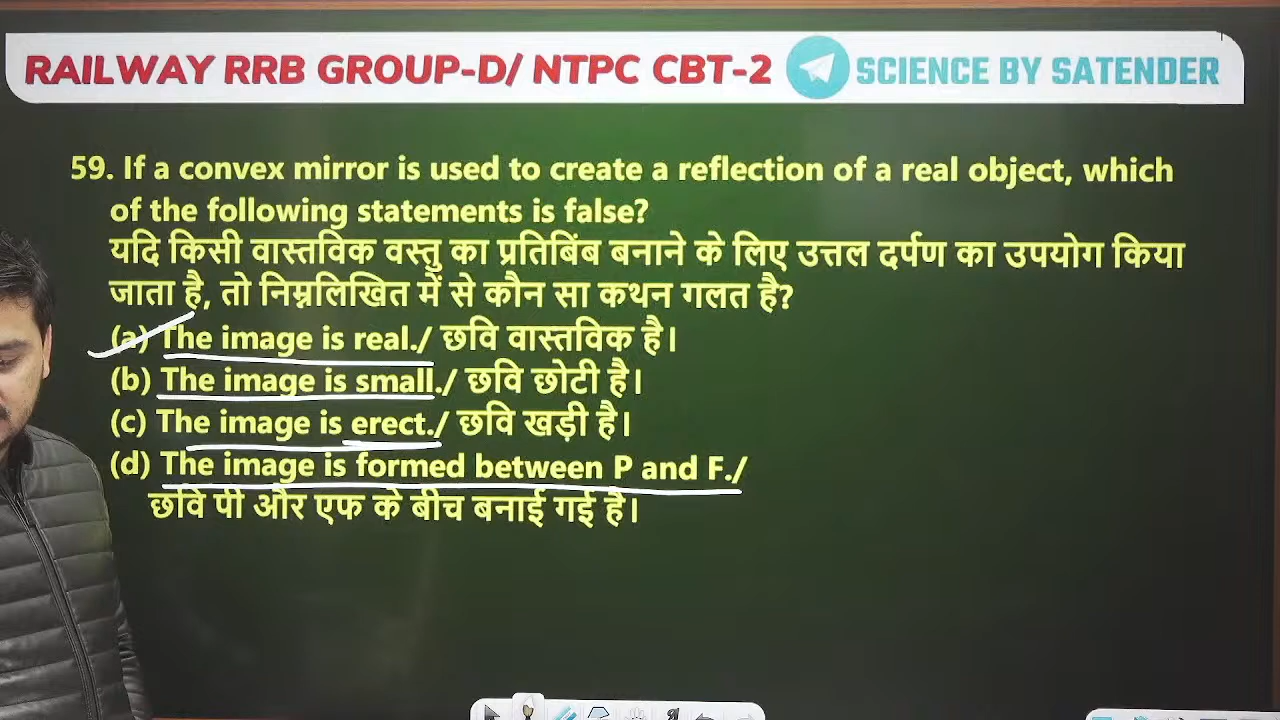 RAILWAY RRB GROUP-D/ NTPC CBT-2 SCIENCE BY SATENDER
59. If a convex mirror is used to create a reflection of a real object, which
of the following statements is false?
यदि किसी वास्तविक वस्तु का प्रतिबिंब बनाने के लिए उत्तल दर्पण का उपयोग किया
जाता है, तो निम्नलिखित में से कौन सा कथन गलत है?
(a) The image is real./ छवि वास्तविक है।
(b) The image is small./ छवि छोटी है।
(c) The image is erect./ छवि खड़ी है।
(d) The image is formed between P and F./
छवि पी और एफ के बीच बनाई गई है।